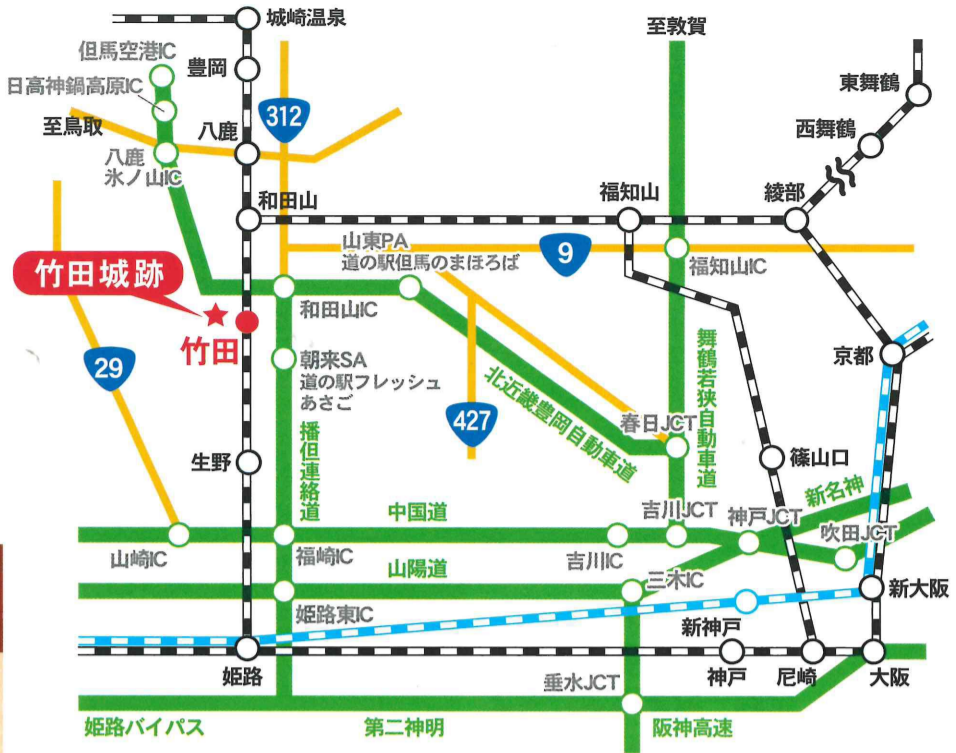 城崎温泉
至敦賀
但馬空港IC
豊岡
東舞鶴
日高神鍋高原IC
312
至鳥取
八鹿
西舞鶴
八鹿
氷ノ山IC
和田山
福知山
綾部
山東PA
道の駅但馬のまほろば
9
福知山IC
竹田城跡
和田山IC
竹田
朝来SA
道の駅フレッシュ
あさご
29
427
北近畿豊岡自動車道
舞鶴若狭自動車道
京都
春日JCT
播但連絡道
生野
篠山口
新名神
中国道
吉川JCT
神戸JCT
吹田JCT
山崎IC
福崎IC
吉川IC
山陽道
三木IC
新大阪
姫路東IC
新神戸
姫路
垂水JCT
神戸
尼崎
大阪
姫路バイパス
第二神明
阪神高速